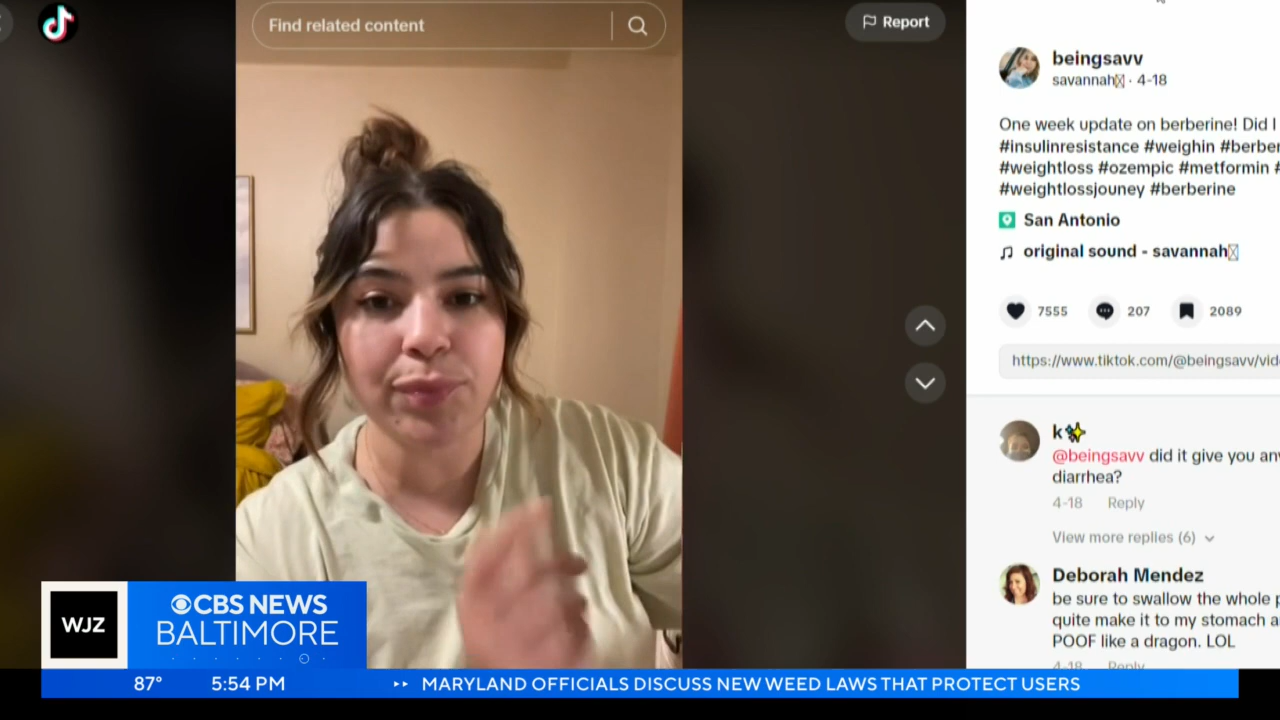 Find related content
Report
beingsavv
savannah · 4-18
One week update on berberine! Did I
#insulinresistance #weighin #berber
#weightloss #ozempic #metformin #
#weightlossjouney #berberine
San Antonio
original sound - savannah
7555
207
2089
https://www.tiktok.com/@beingsavv/vid
k
@beingsavv did it give you any
diarrhea?
4-18 Reply
View more replies (6)
Deborah Mendez
be sure to swallow the whole p
quite make it to my stomach a
POOF like a dragon. LOL
4-18 Reply
WJZ
CBS NEWS
BALTIMORE
87° 5:54 PM MARYLAND OFFICIALS DISCUSS NEW WEED LAWS THAT PROTECT USERS